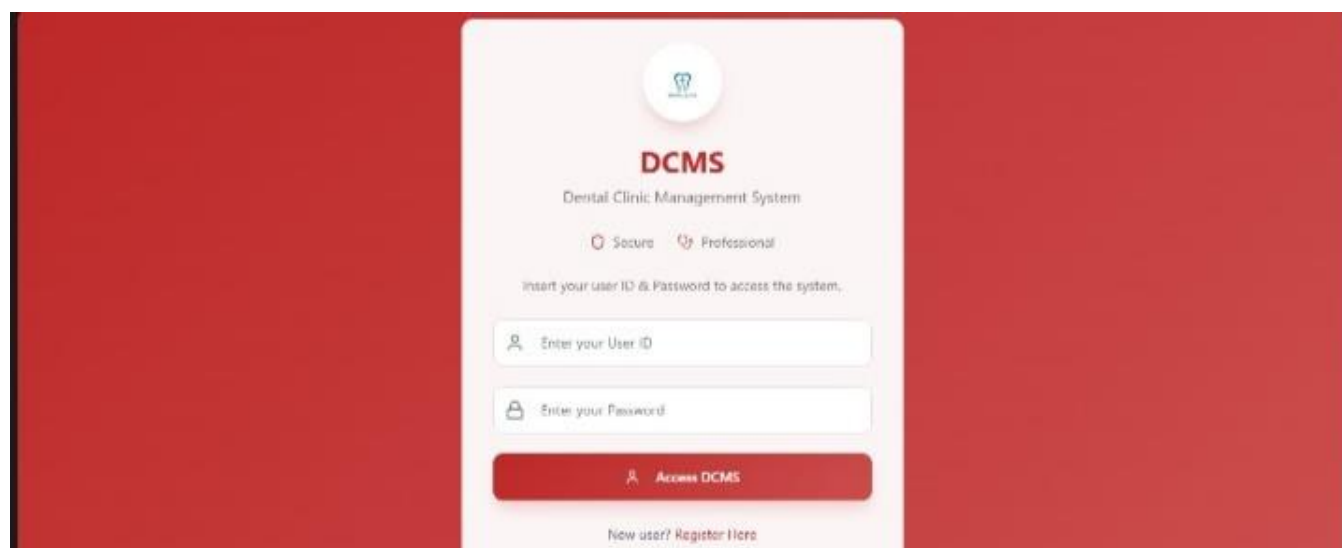 DCMS
Dental Clinic Management System
Secure Professional
Insert your user ID & Password to access the system.
Enter your User ID
Enter your Password
Access DCMS
New user? Register Here